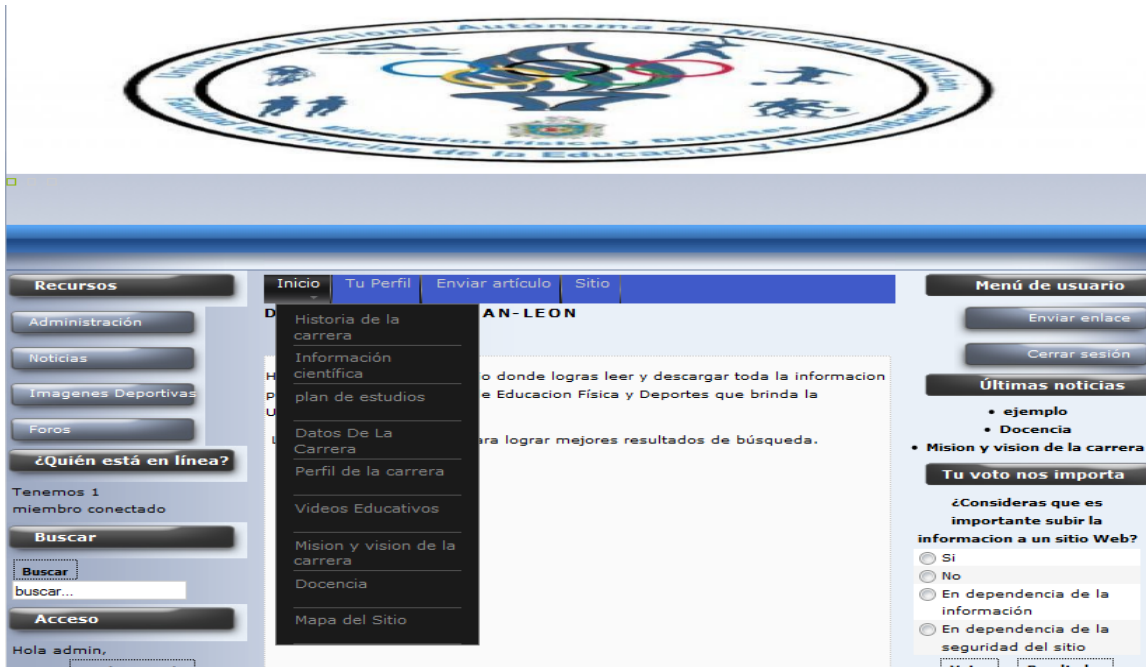 Universidad Nacional Autónoma de Nicaragua, UNAN-León
Facultad de Ciencias de la Educación y Humanidades.
Educación Física y Deportes
Recursos
Administración
Noticias
Imagenes Deportivas
Foros
¿Quién está en línea?
Tenemos 1
miembro conectado
Buscar
Buscar
buscar...
Acceso
Hola admin,
Inicio
Tu Perfil
Enviar artículo
Sitio
Historia de la
carrera
Información
científica
plan de estudios
Datos De La
Carrera
Perfil de la carrera
Videos Educativos
Mision y vision de la
carrera
Docencia
Mapa del Sitio
D AN-LEON
H o donde logras leer y descargar toda la informacion
p e Educacion Física y Deportes que brinda la
U
L ara lograr mejores resultados de búsqueda.
Menú de usuario
Enviar enlace
Cerrar sesión
Últimas noticias
• ejemplo
• Docencia
• Mision y vision de la carrera
Tu voto nos importa
¿Consideras que es
importante subir la
informacion a un sitio Web?
Si
No
En dependencia de la
información
En dependencia de la
seguridad del sitio